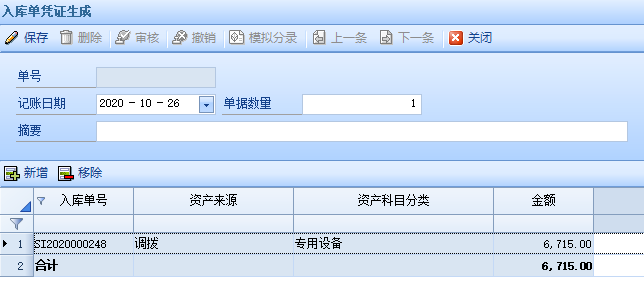 入库单凭证生成
保存 删除 审核 撤销 模拟分录 上一条 下一条 关闭
单号
记账日期 2020 - 10 - 26 单据数量 1
摘要
新增 移除
入库单号 资产来源 资产科目分类 金额
1 SI2020000248 调拨 专用设备 6,715.00
2 合计 6,715.00